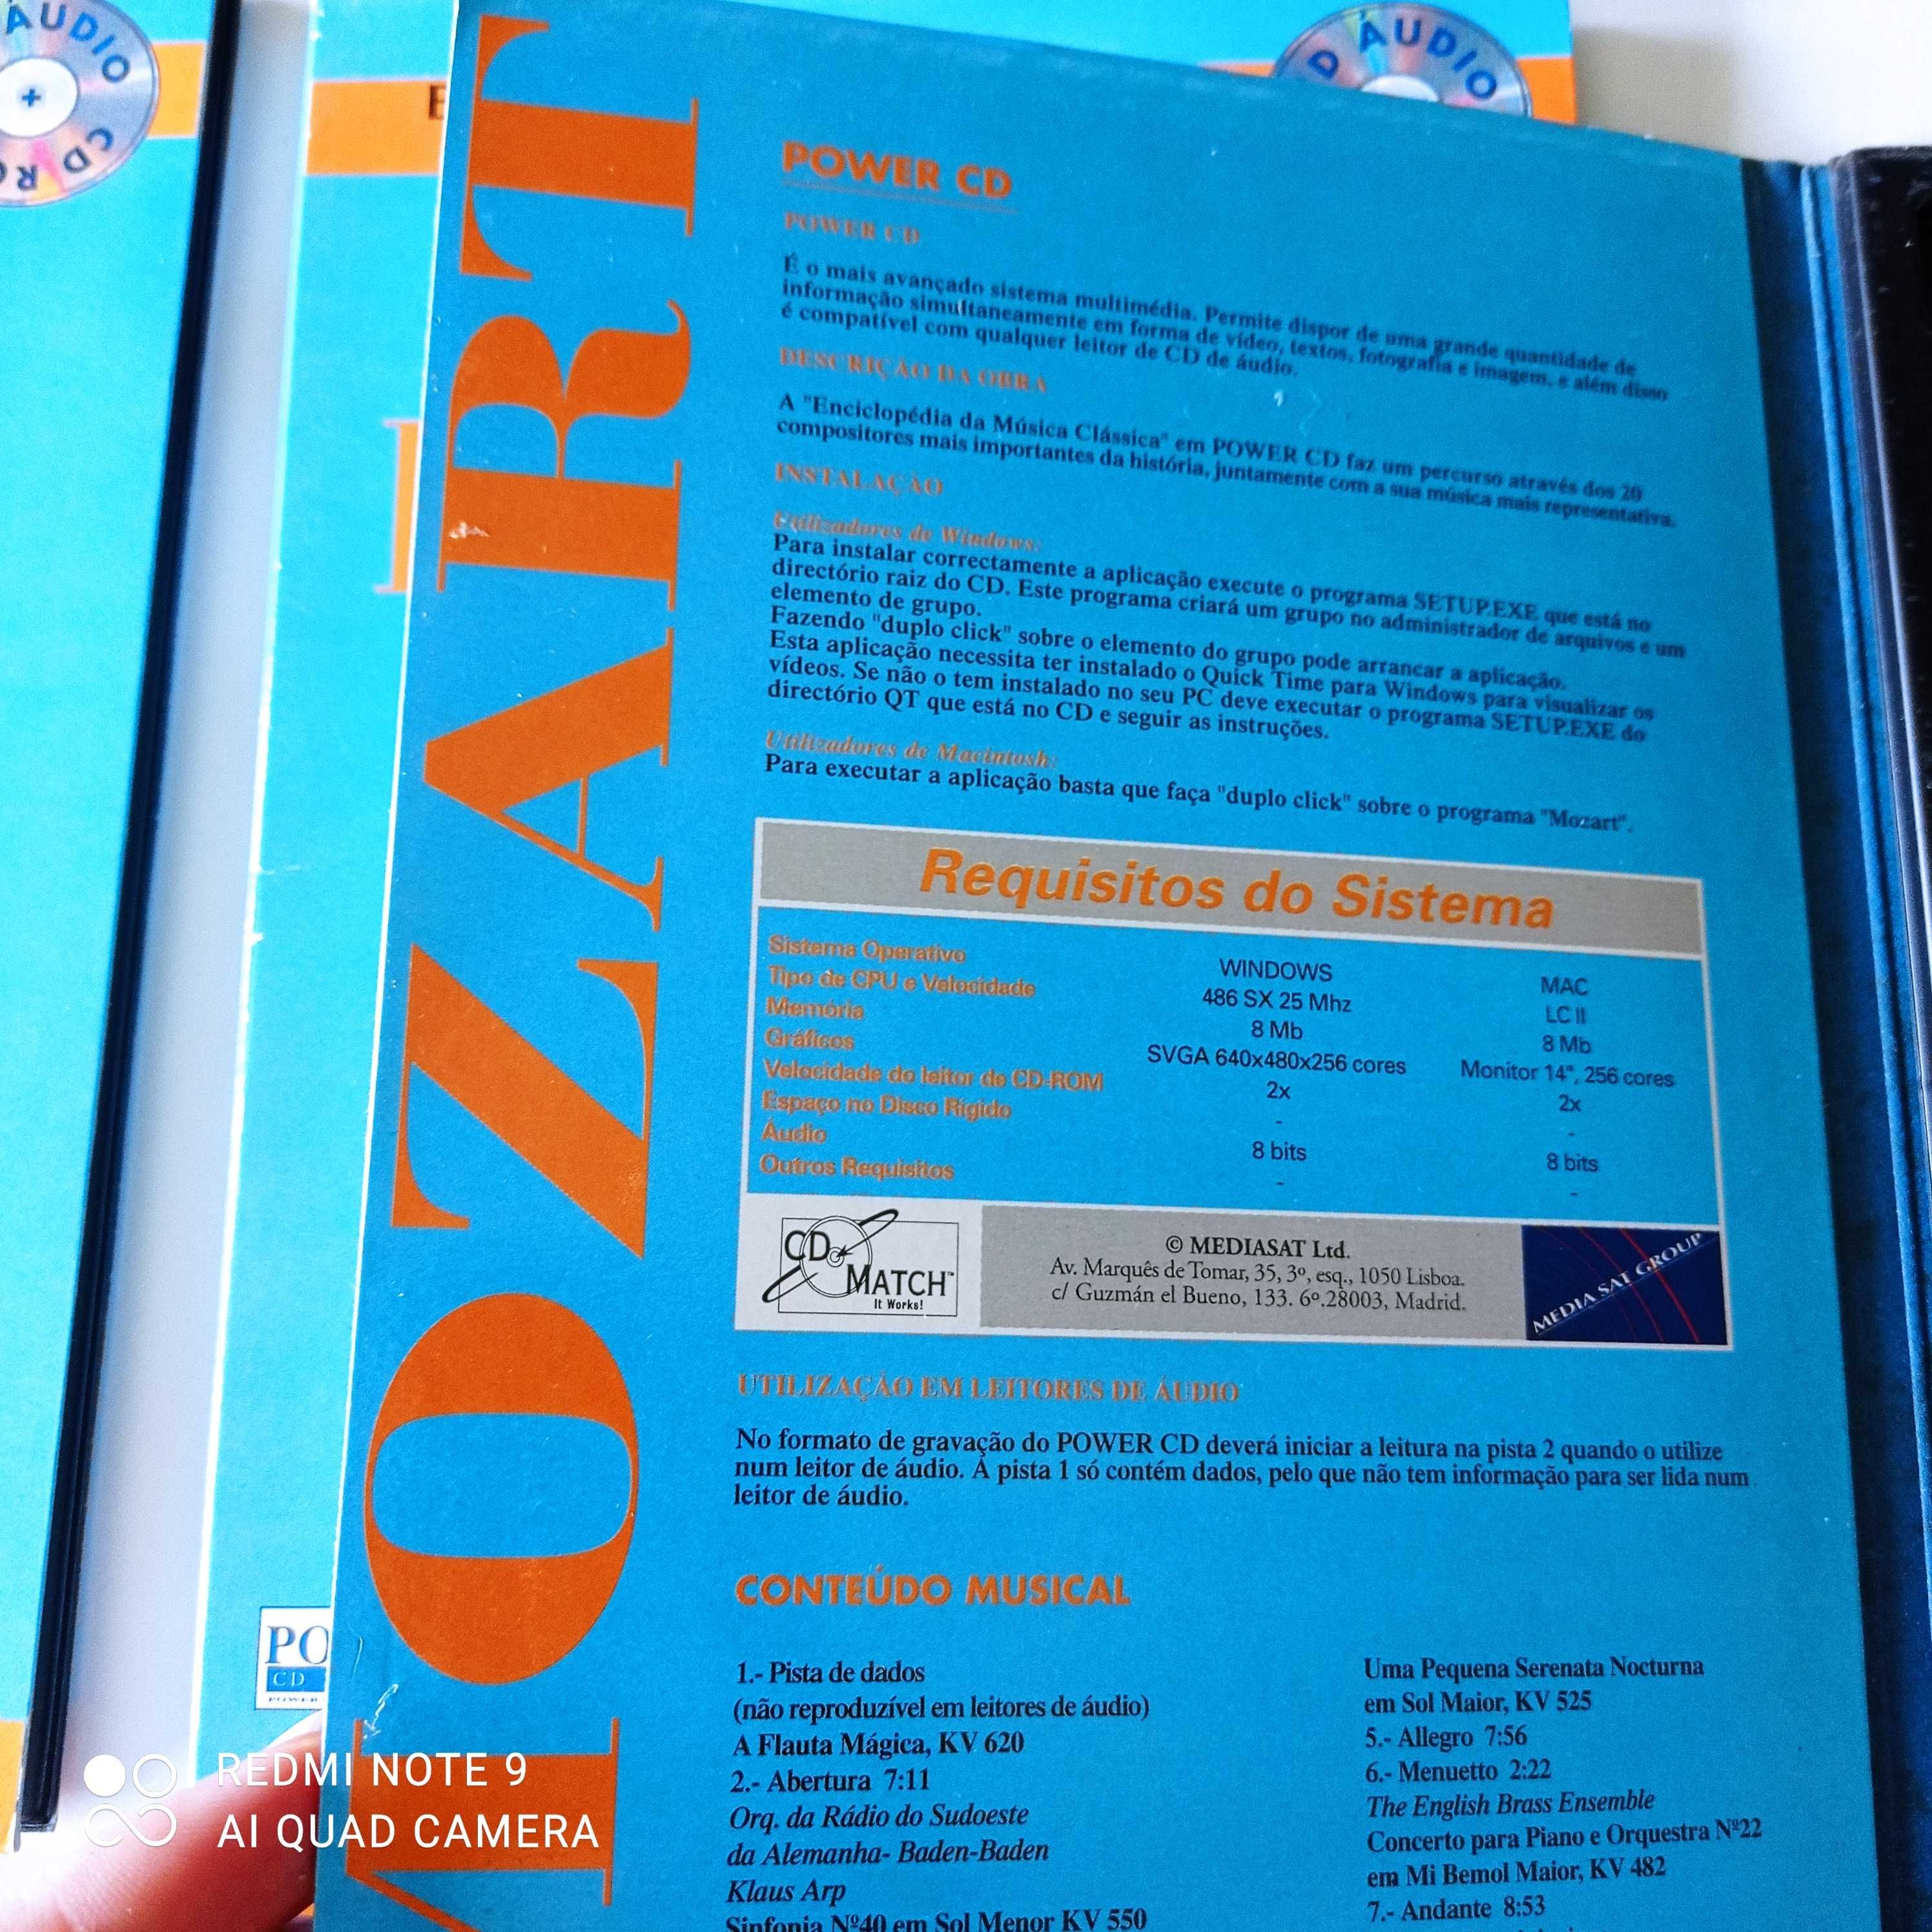 ÁUDIO
+
CD RO
D ÁUDIO
E
MOZART
POWER CD
POWER CD
É o mais avançado sistema multimédia. Permite dispor de uma grande quantidade de
informação simultaneamente em forma de vídeo, textos, fotografia e imagem, e além disso
é compatível com qualquer leitor de CD de áudio.
DESCRIÇÃO DA OBRA
A "Enciclopédia da Música Clássica" em POWER CD faz um percurso através dos 20
compositores mais importantes da história, juntamente com a sua música mais representativa.
INSTALAÇÃO
Utilizadores de Windows:
Para instalar correctamente a aplicação execute o programa SETUP.EXE que está no
directório raiz do CD. Este programa criará um grupo no administrador de arquivos e um
elemento de grupo.
Fazendo "duplo click" sobre o elemento do grupo pode arrancar a aplicação.
Esta aplicação necessita ter instalado o Quick Time para Windows para visualizar os
vídeos. Se não o tem instalado no seu PC deve executar o programa SETUP.EXE do
directório QT que está no CD e seguir as instruções.
Utilizadores de Macintosh:
Para executar a aplicação basta que faça "duplo click" sobre o programa "Mozart".
Requisitos do Sistema
Sistema Operativo WINDOWS MAC
Tipo de CPU e Velocidade 486 SX 25 Mhz LC II
Memória 8 Mb 8 Mb
Gráficos SVGA 640x480x256 cores Monitor 14", 256 cores
Velocidade do leitor de CD-ROM 2x 2x
Espaço no Disco Rígido - -
Áudio 8 bits 8 bits
Outros Requisitos - -
CD
MATCH™
It Works!
© MEDIASAT Ltd.
Av. Marquês de Tomar, 35, 3º, esq., 1050 Lisboa.
c/ Guzmán el Bueno, 133. 6º.28003, Madrid.
MEDIA SAT GROUP
UTILIZAÇÃO EM LEITORES DE ÁUDIO
No formato de gravação do POWER CD deverá iniciar a leitura na pista 2 quando o utilize
num leitor de áudio. A pista 1 só contém dados, pelo que não tem informação para ser lida num
leitor de áudio.
CONTEÚDO MUSICAL
1.- Pista de dados
(não reproduzível em leitores de áudio)
A Flauta Mágica, KV 620
2.- Abertura 7:11
Orq. da Rádio do Sudoeste
da Alemanha- Baden-Baden
Klaus Arp
Sinfonia Nº40 em Sol Menor KV 550
Uma Pequena Serenata Nocturna
em Sol Maior, KV 525
5.- Allegro 7:56
6.- Menuetto 2:22
The English Brass Ensemble
Concerto para Piano e Orquestra Nº22
em Mi Bemol Maior, KV 482
7.- Andante 8:53
PO
CD
POWER
REDMI NOTE 9
AI QUAD CAMERA